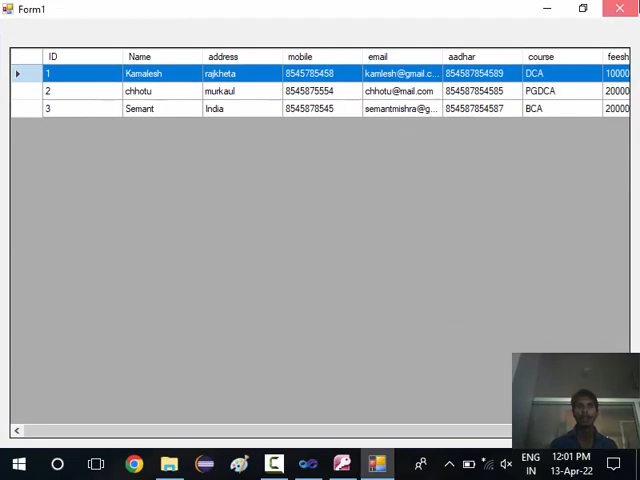 Form1
ID Name address mobile email aadhar course feesh
1 Kamalesh rajkheta 8545785458 kamlesh@gmail.c... 854587854589 DCA 10000
2 chhotu murkaul 8545875554 chhotu@mail.com 854587854585 PGDCA 20000
3 Semant India 8545878545 semantmishra@g... 854587854587 BCA 20000
ENG 12:01 PM
IN 13-Apr-22